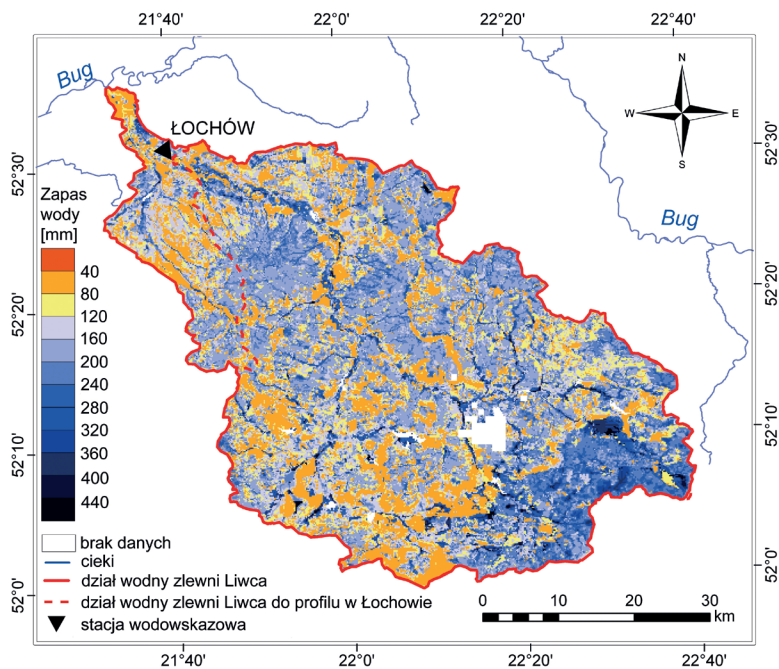 21°40' 22°0' 22°20' 22°40'
Bug
N
W E
S
ŁOCHÓW
52°30' 52°30'
Zapas
wody
[mm]
Bug
40
80
120
160
200
240
280
320
360
400
440
52°20' 52°20'
52°10' 52°10'
52°0' 52°0'
brak danych
cieki
dział wodny zlewni Liwca
dział wodny zlewni Liwca do profilu w Łochowie
stacja wodowskazowa
0 10 20 30
km
21°40' 22°0' 22°20' 22°40'